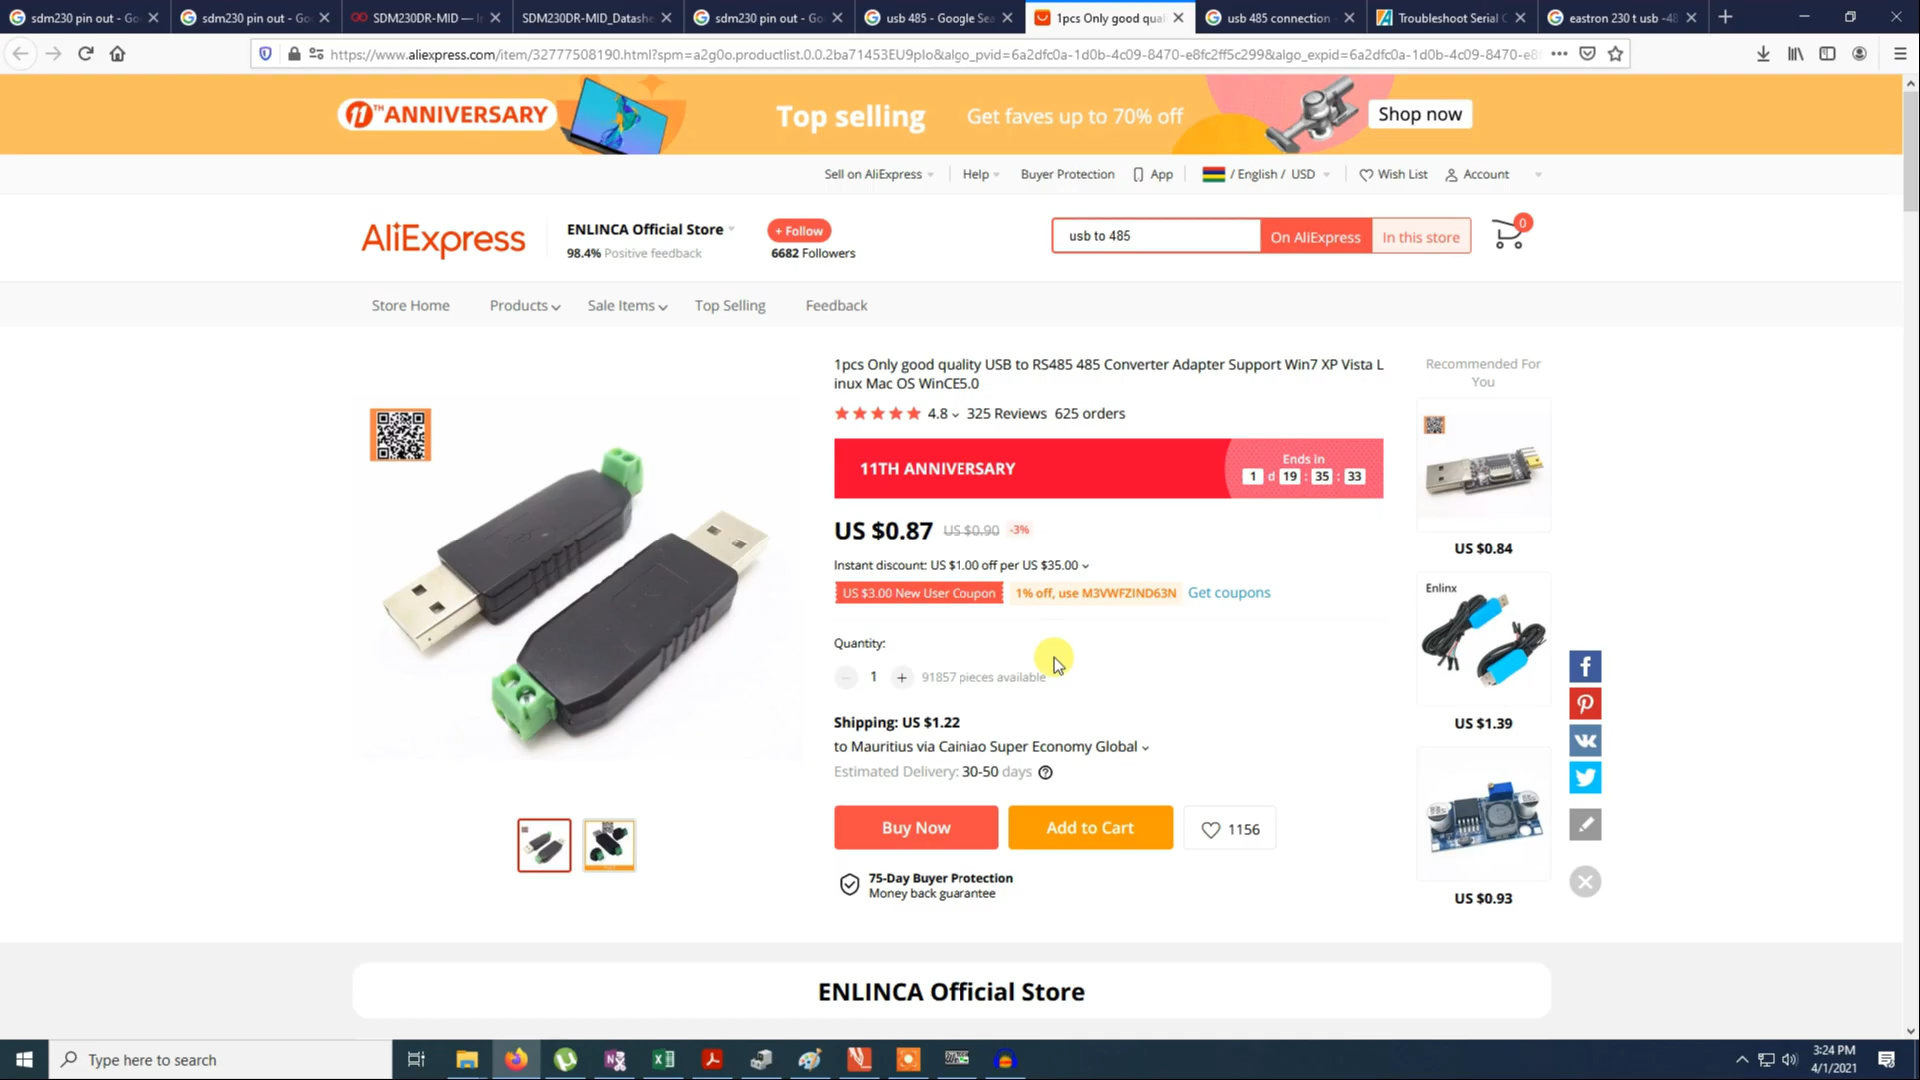 sdm230 pin out - Go
sdm230 pin out - Go
SDM230DR-MID — I
SDM230DR-MID_Datashe
sdm230 pin out - Go
usb 485 - Google Sea
1pcs Only good qual
usb 485 connection
Troubleshoot Serial C
eastron 230 t usb -48
https://www.aliexpress.com/item/32777508190.html?spm=a2g0o.productlist.0.0.2ba71453EU9plo&algo_pvid=6a2dfc0a-1d0b-4c09-8470-e8fc2ff5c299&algo_expid=6a2dfc0a-1d0b-4c09-8470-e8
11TH ANNIVERSARY
Top selling
Get faves up to 70% off
Shop now
Sell on AliExpress
Help
Buyer Protection
App
/ English / USD
Wish List
Account
AliExpress
ENLINCA Official Store
98.4% Positive feedback
+ Follow
6682 Followers
usb to 485
On AliExpress
In this store
0
Store Home
Products
Sale Items
Top Selling
Feedback
1pcs Only good quality USB to RS485 485 Converter Adapter Support Win7 XP Vista L
inux Mac OS WinCE5.0
4.8
325 Reviews
625 orders
11TH ANNIVERSARY
Ends in
1 d 19 : 35 : 33
US $0.87
US $0.90
-3%
Instant discount: US $1.00 off per US $35.00
US $3.00 New User Coupon
1% off, use M3VWFZIND63N
Get coupons
Quantity:
1
91857 pieces available
Shipping: US $1.22
to Mauritius via Cainiao Super Economy Global
Estimated Delivery: 30-50 days
Buy Now
Add to Cart
1156
75-Day Buyer Protection
Money back guarantee
Recommended For
You
US $0.84
Enlinx
US $1.39
US $0.93
ENLINCA Official Store
Type here to search
3:24 PM
4/1/2021